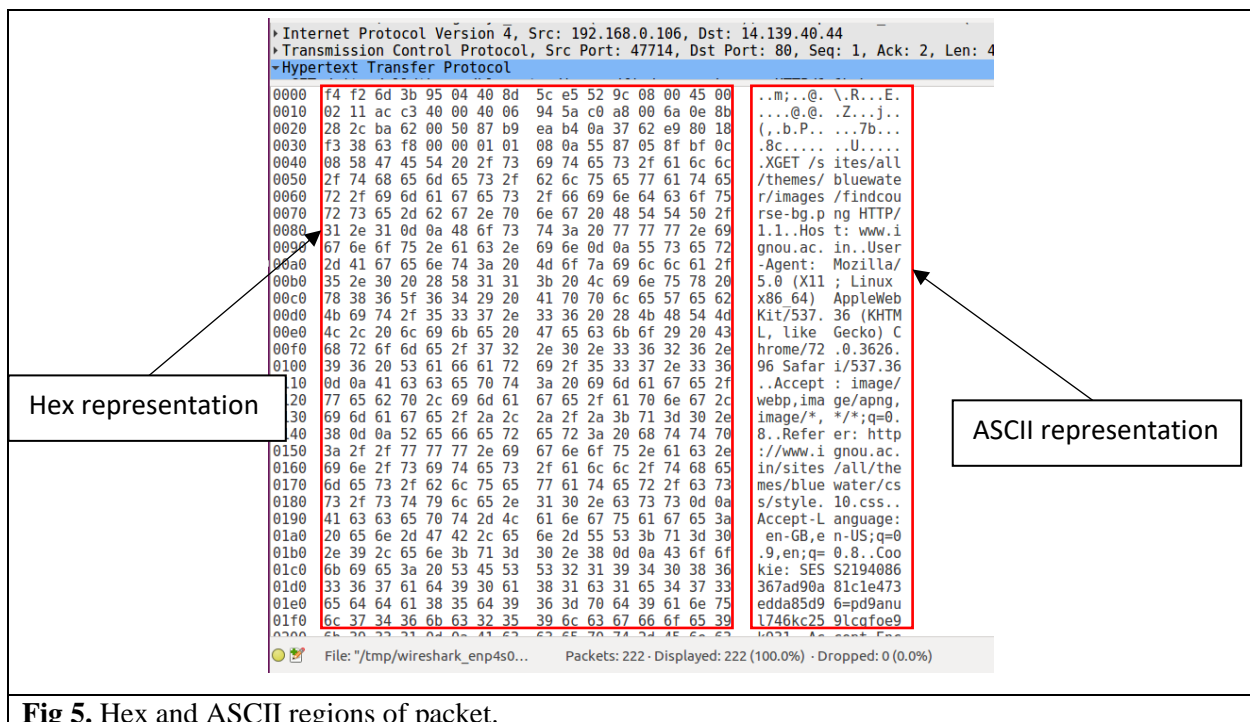 ▸Internet Protocol Version 4, Src: 192.168.0.106, Dst: 14.139.40.44
▸Transmission Control Protocol, Src Port: 47714, Dst Port: 80, Seq: 1, Ack: 2, Len: 4
▾Hypertext Transfer Protocol
0000 f4 f2 6d 3b 95 04 40 8d 5c e5 52 9c 08 00 45 00 ..m;..@. \.R...E.
0010 02 11 ac c3 40 00 40 06 94 5a c0 a8 00 6a 0e 8b ....@.@. .Z...j..
0020 28 2c ba 62 00 50 87 b9 ea b4 0a 37 62 e9 80 18 (,.b.P.. ...7b...
0030 f3 38 63 f8 00 00 01 01 08 0a 55 87 05 8f bf 0c .8c..... ..U.....
0040 08 58 47 45 54 20 2f 73 69 74 65 73 2f 61 6c 6c .XGET /s ites/all
0050 2f 74 68 65 6d 65 73 2f 62 6c 75 65 77 61 74 65 /themes/ bluewate
0060 72 2f 69 6d 61 67 65 73 2f 66 69 6e 64 63 6f 75 r/images /findcou
0070 72 73 65 2d 62 67 2e 70 6e 67 20 48 54 54 50 2f rse-bg.p ng HTTP/
0080 31 2e 31 0d 0a 48 6f 73 74 3a 20 77 77 77 2e 69 1.1..Hos t: www.i
0090 67 6e 6f 75 2e 61 63 2e 69 6e 0d 0a 55 73 65 72 gnou.ac. in..User
00a0 2d 41 67 65 6e 74 3a 20 4d 6f 7a 69 6c 6c 61 2f -Agent: Mozilla/
00b0 35 2e 30 20 28 58 31 31 3b 20 4c 69 6e 75 78 20 5.0 (X11 ; Linux
00c0 78 38 36 5f 36 34 29 20 41 70 70 6c 65 57 65 62 x86_64) AppleWeb
00d0 4b 69 74 2f 35 33 37 2e 33 36 20 28 4b 48 54 4d Kit/537. 36 (KHTM
00e0 4c 2c 20 6c 69 6b 65 20 47 65 63 6b 6f 29 20 43 L, like Gecko) C
00f0 68 72 6f 6d 65 2f 37 32 2e 30 2e 33 36 32 36 2e hrome/72 .0.3626.
0100 39 36 20 53 61 66 61 72 69 2f 35 33 37 2e 33 36 96 Safar i/537.36
0110 0d 0a 41 63 63 65 70 74 3a 20 69 6d 61 67 65 2f ..Accept : image/
0120 77 65 62 70 2c 69 6d 61 67 65 2f 61 70 6e 67 2c webp,ima ge/apng,
0130 69 6d 61 67 65 2f 2a 2c 2a 2f 2a 3b 71 3d 30 2e image/*, */*;q=0.
0140 38 0d 0a 52 65 66 65 72 65 72 3a 20 68 74 74 70 8..Refer er: http
0150 3a 2f 2f 77 77 77 2e 69 67 6e 6f 75 2e 61 63 2e ://www.i gnou.ac.
0160 69 6e 2f 73 69 74 65 73 2f 61 6c 6c 2f 74 68 65 in/sites /all/the
0170 6d 65 73 2f 62 6c 75 65 77 61 74 65 72 2f 63 73 mes/blue water/cs
0180 73 2f 73 74 79 6c 65 2e 31 30 2e 63 73 73 0d 0a s/style. 10.css..
0190 41 63 63 65 70 74 2d 4c 61 6e 67 75 61 67 65 3a Accept-L anguage:
01a0 20 65 6e 2d 47 42 2c 65 6e 2d 55 53 3b 71 3d 30 en-GB,e n-US;q=0
01b0 2e 39 2c 65 6e 3b 71 3d 30 2e 38 0d 0a 43 6f 6f .9,en;q= 0.8..Coo
01c0 6b 69 65 3a 20 53 45 53 53 32 31 39 34 30 38 36 kie: SES S2194086
01d0 33 36 37 61 64 39 30 61 38 31 63 31 65 34 37 33 367ad90a 81c1e473
01e0 65 64 64 61 38 35 64 39 36 3d 70 64 39 61 6e 75 edda85d9 6=pd9anu
01f0 6c 37 34 36 6b 63 32 35 39 6c 63 67 66 6f 65 39 l746kc25 9lcgfoe9
Hex representation
ASCII representation
File: "/tmp/wireshark_enp4s0... Packets: 222 · Displayed: 222 (100.0%) · Dropped: 0 (0.0%)
Fig 5. Hex and ASCII regions of packet.